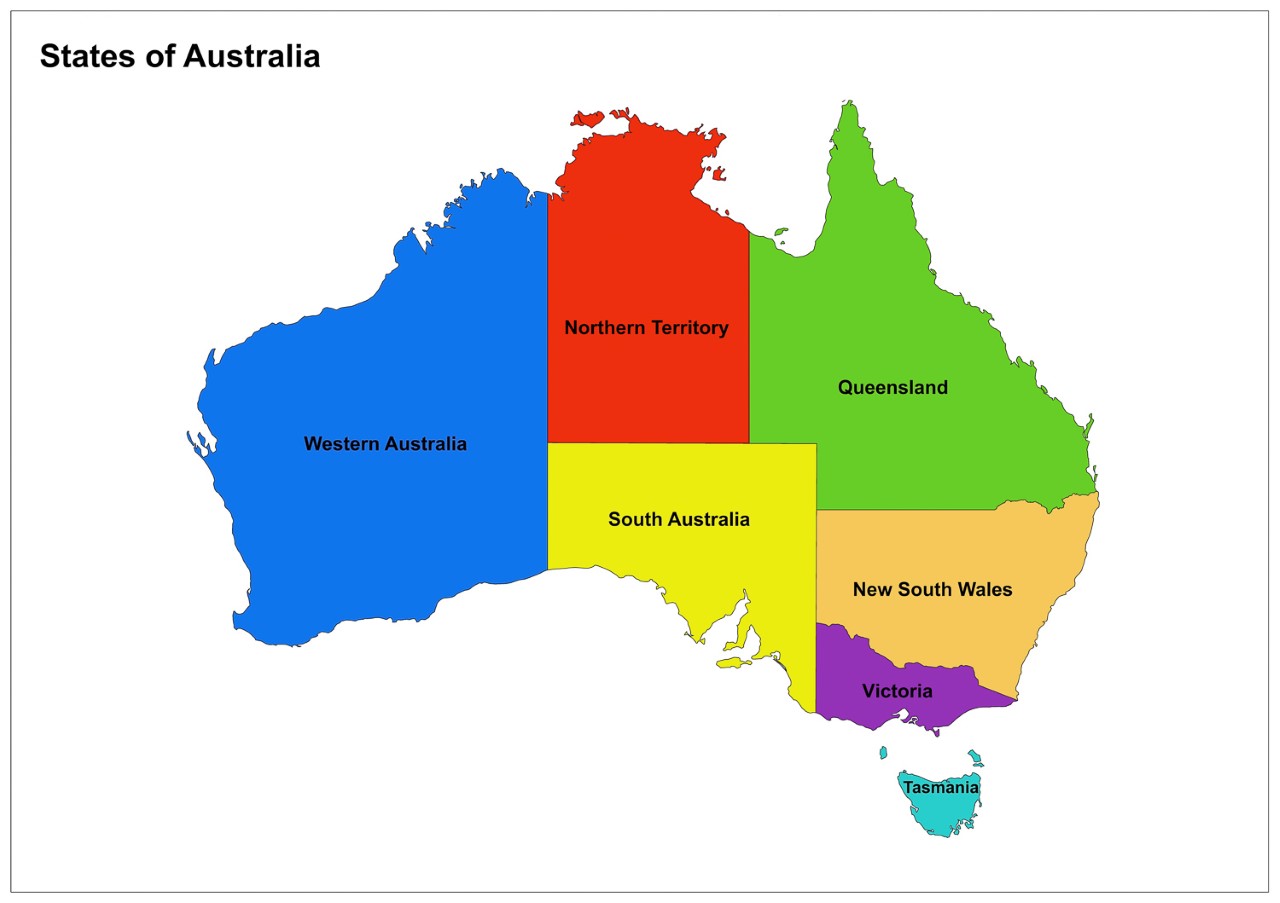 States of Australia
Northern Territory
Queensland
Western Australia
South Australia
New South Wales
Victoria
Tasmania